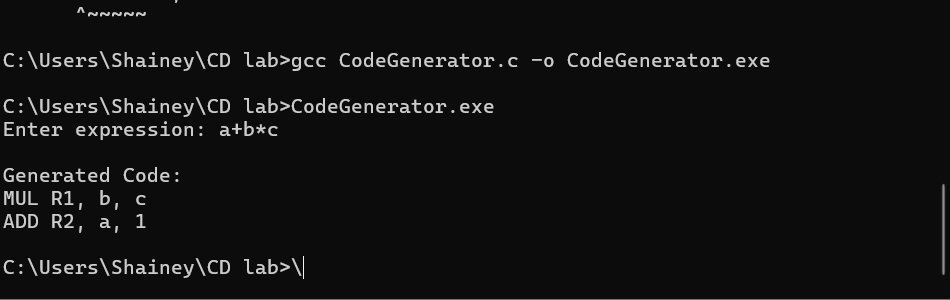 ^~~~~~
C:\Users\Shainey\CD lab>gcc CodeGenerator.c -o CodeGenerator.exe
C:\Users\Shainey\CD lab>CodeGenerator.exe
Enter expression: a+b*c
Generated Code:
MUL R1, b, c
ADD R2, a, 1
C:\Users\Shainey\CD lab>\